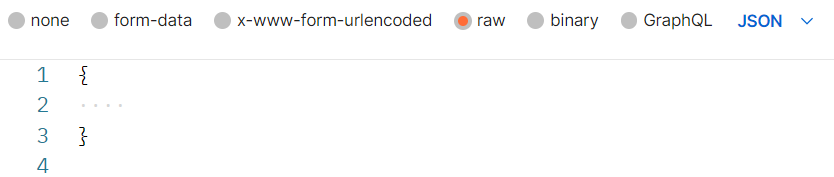 none form-data x-www-form-urlencoded raw binary GraphQL JSON
1 {
2 ····
3 }
4